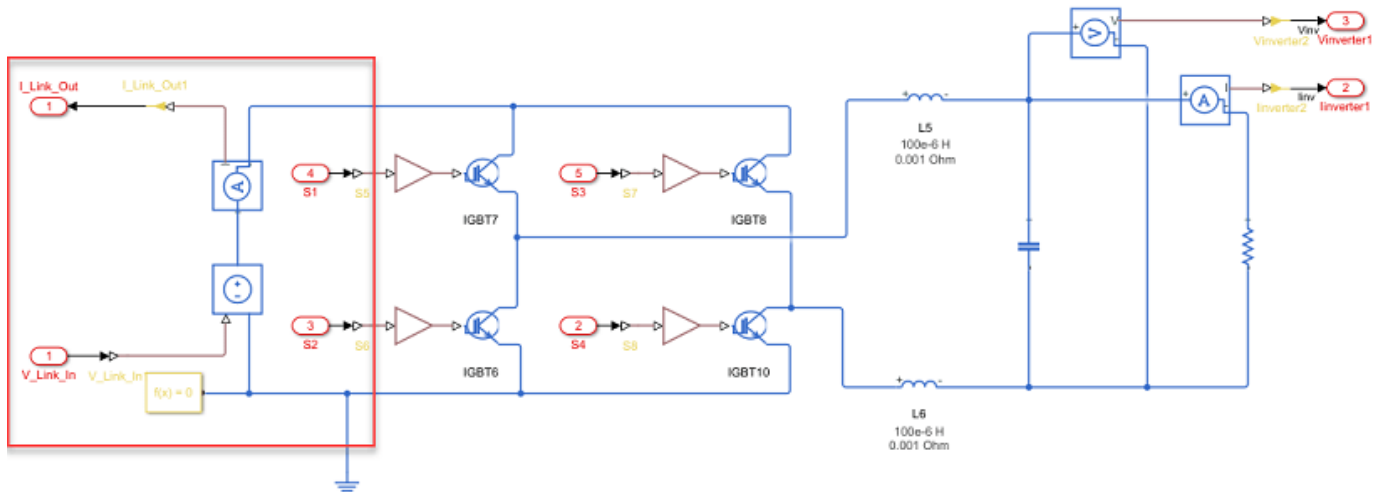 V
Vinv
3
Vinverter2
Vinverter1
I_Link_Out
I_Link_Out1
1
I
Iinv
2
Iinverter2
Iinverter1
A
L5
100e-6 H
0.001 Ohm
4
S1
S5
5
S3
S7
IGBT7
IGBT8
3
S2
S6
2
S4
S8
IGBT6
IGBT10
1
V_Link_In
V_Link_In
f(x) = 0
L6
100e-6 H
0.001 Ohm